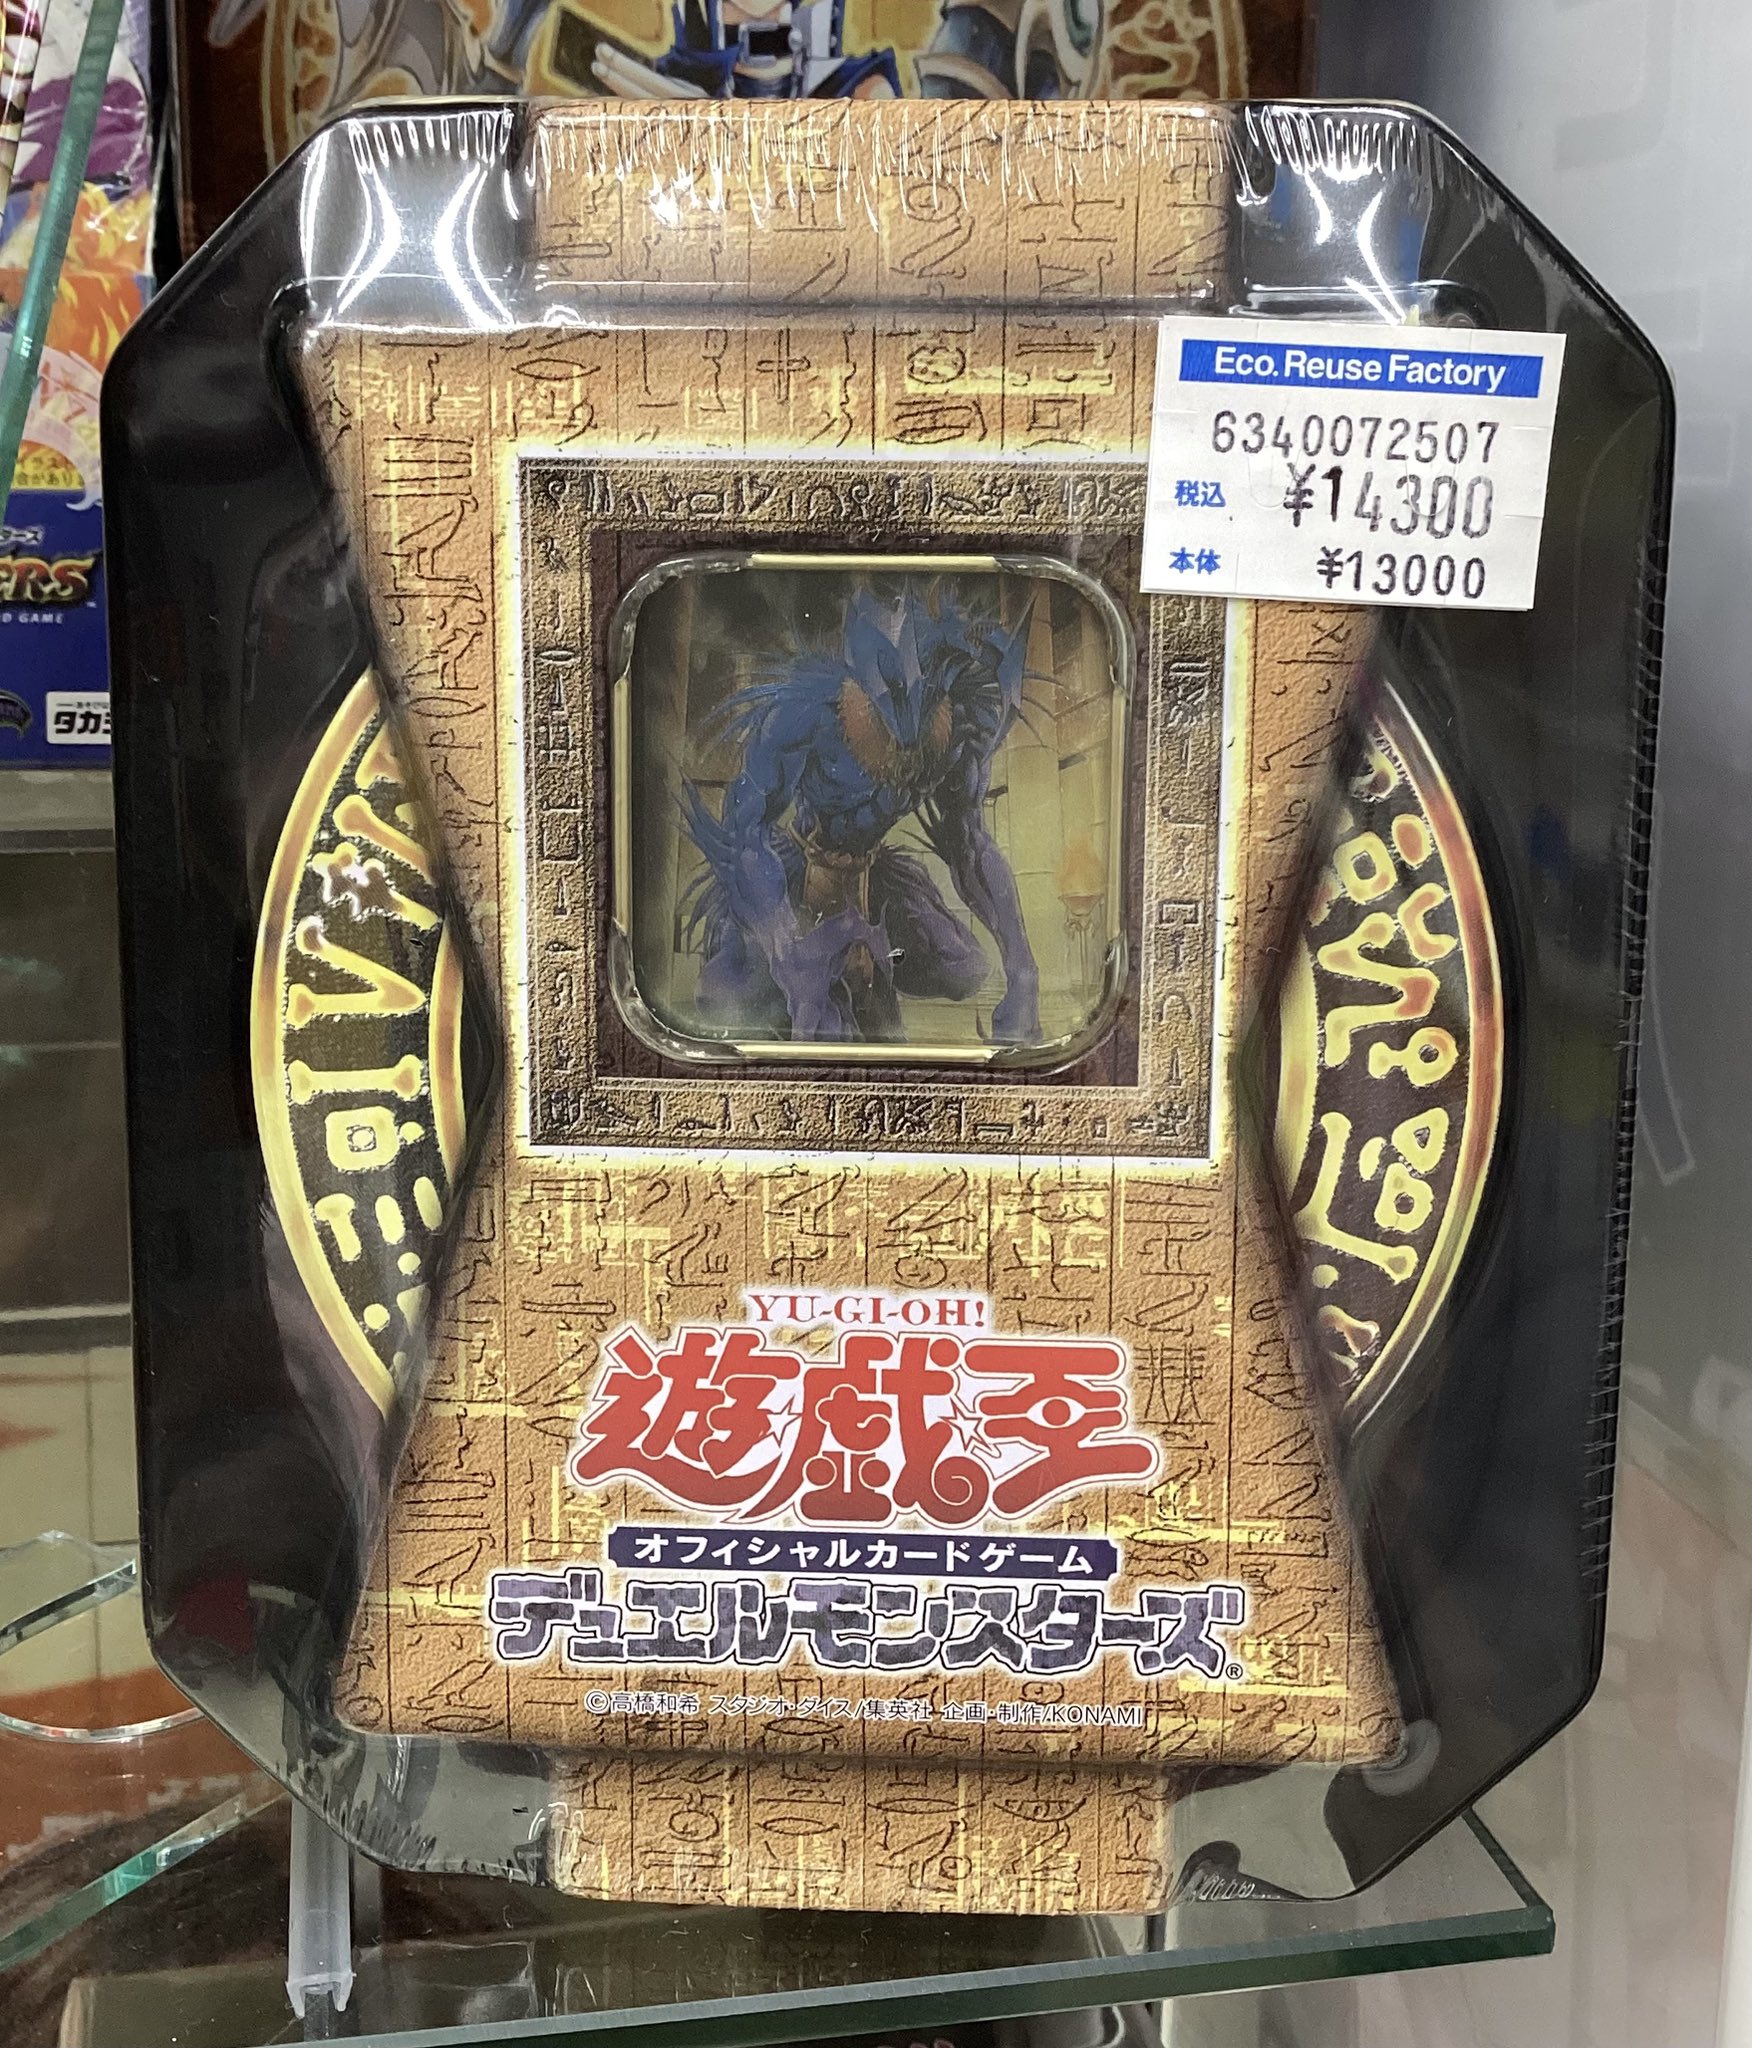 Eco. Reuse Factory
6340072507
税込 ¥14300
本体 ¥13000
YU-GI-OH!
遊戯王
オフィシャルカードゲーム
デュエルモンスターズ®
©高橋和希 スタジオ・ダイス/集英社 企画・制作/KONAMI